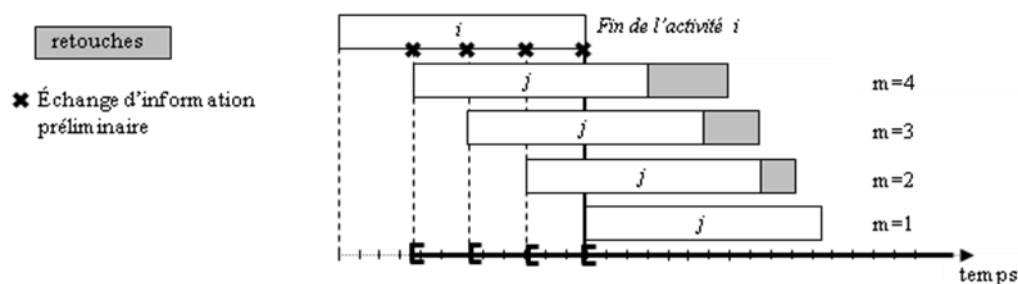 i
Fin de l'activité i
retouches
Échange d'information
préliminaire
j
m=4
j
m=3
j
m=2
j
m=1
temps